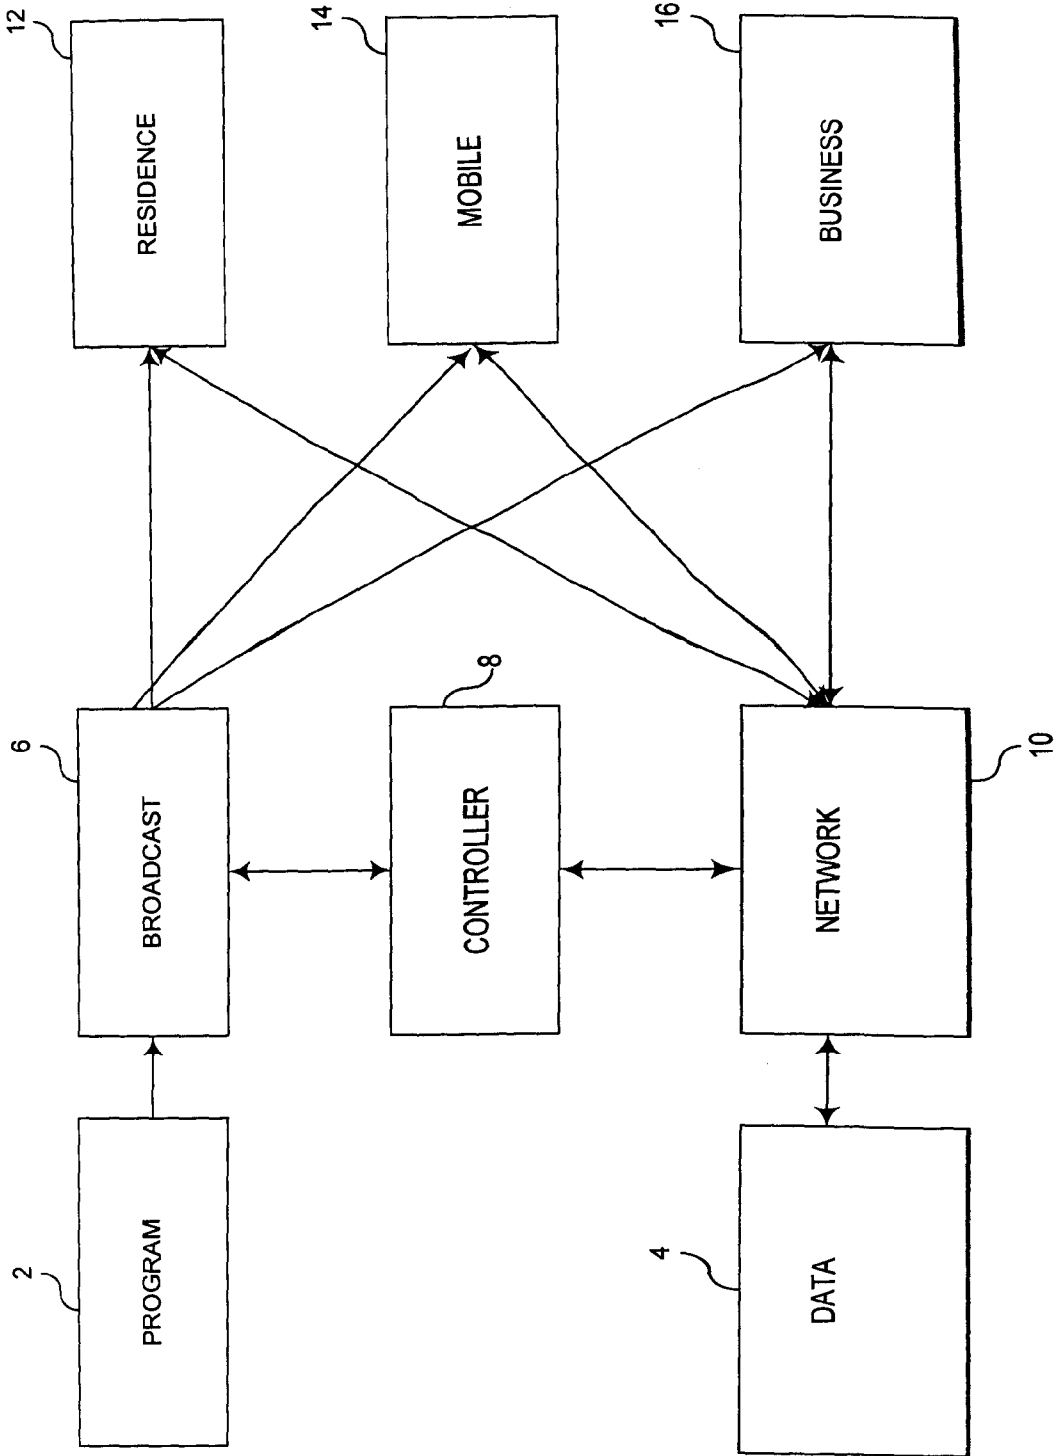 2
PROGRAM
6
BROADCAST
12
RESIDENCE
8
CONTROLLER
14
MOBILE
4
DATA
NETWORK
10
16
BUSINESS